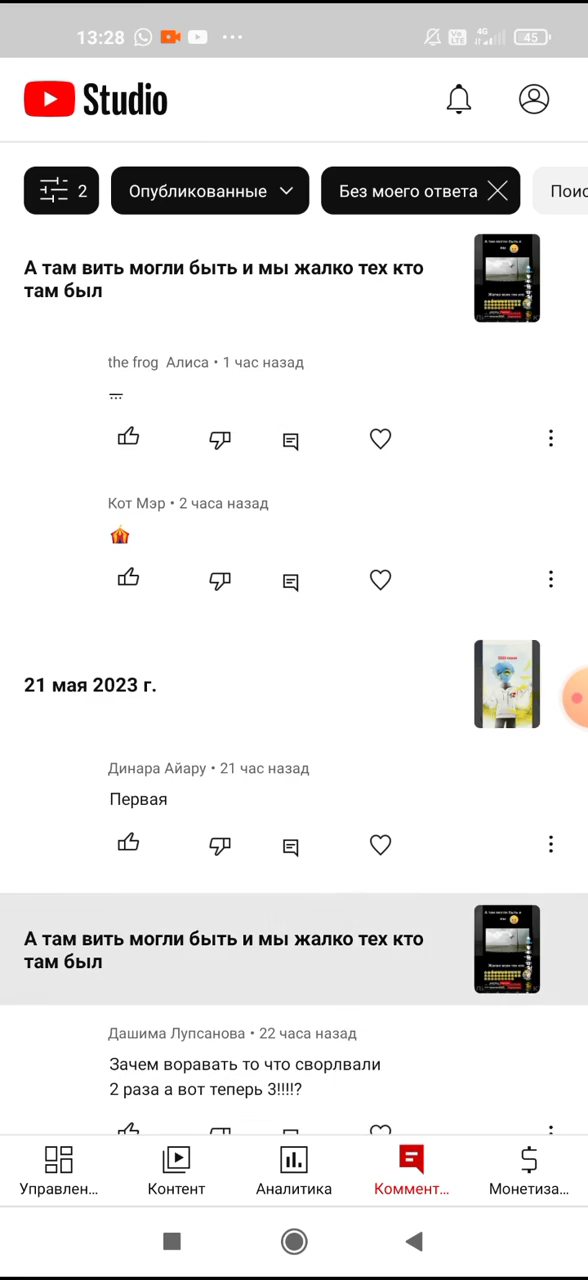 13:28
4G
45
Studio
2
Опубликованные
Без моего ответа
Поис
А там вить могли быть и мы жалко тех кто
там был
the frog Алиса • 1 час назад
Кот Мэр • 2 часа назад
21 мая 2023 г.
Динара Айару • 21 час назад
Первая
А там вить могли быть и мы жалко тех кто
там был
Дашима Лупсанова • 22 часа назад
Зачем воравать то что сворлвали
2 раза а вот теперь 3!!!!?
Управлен...
Контент
Аналитика
Коммент...
Монетиза...